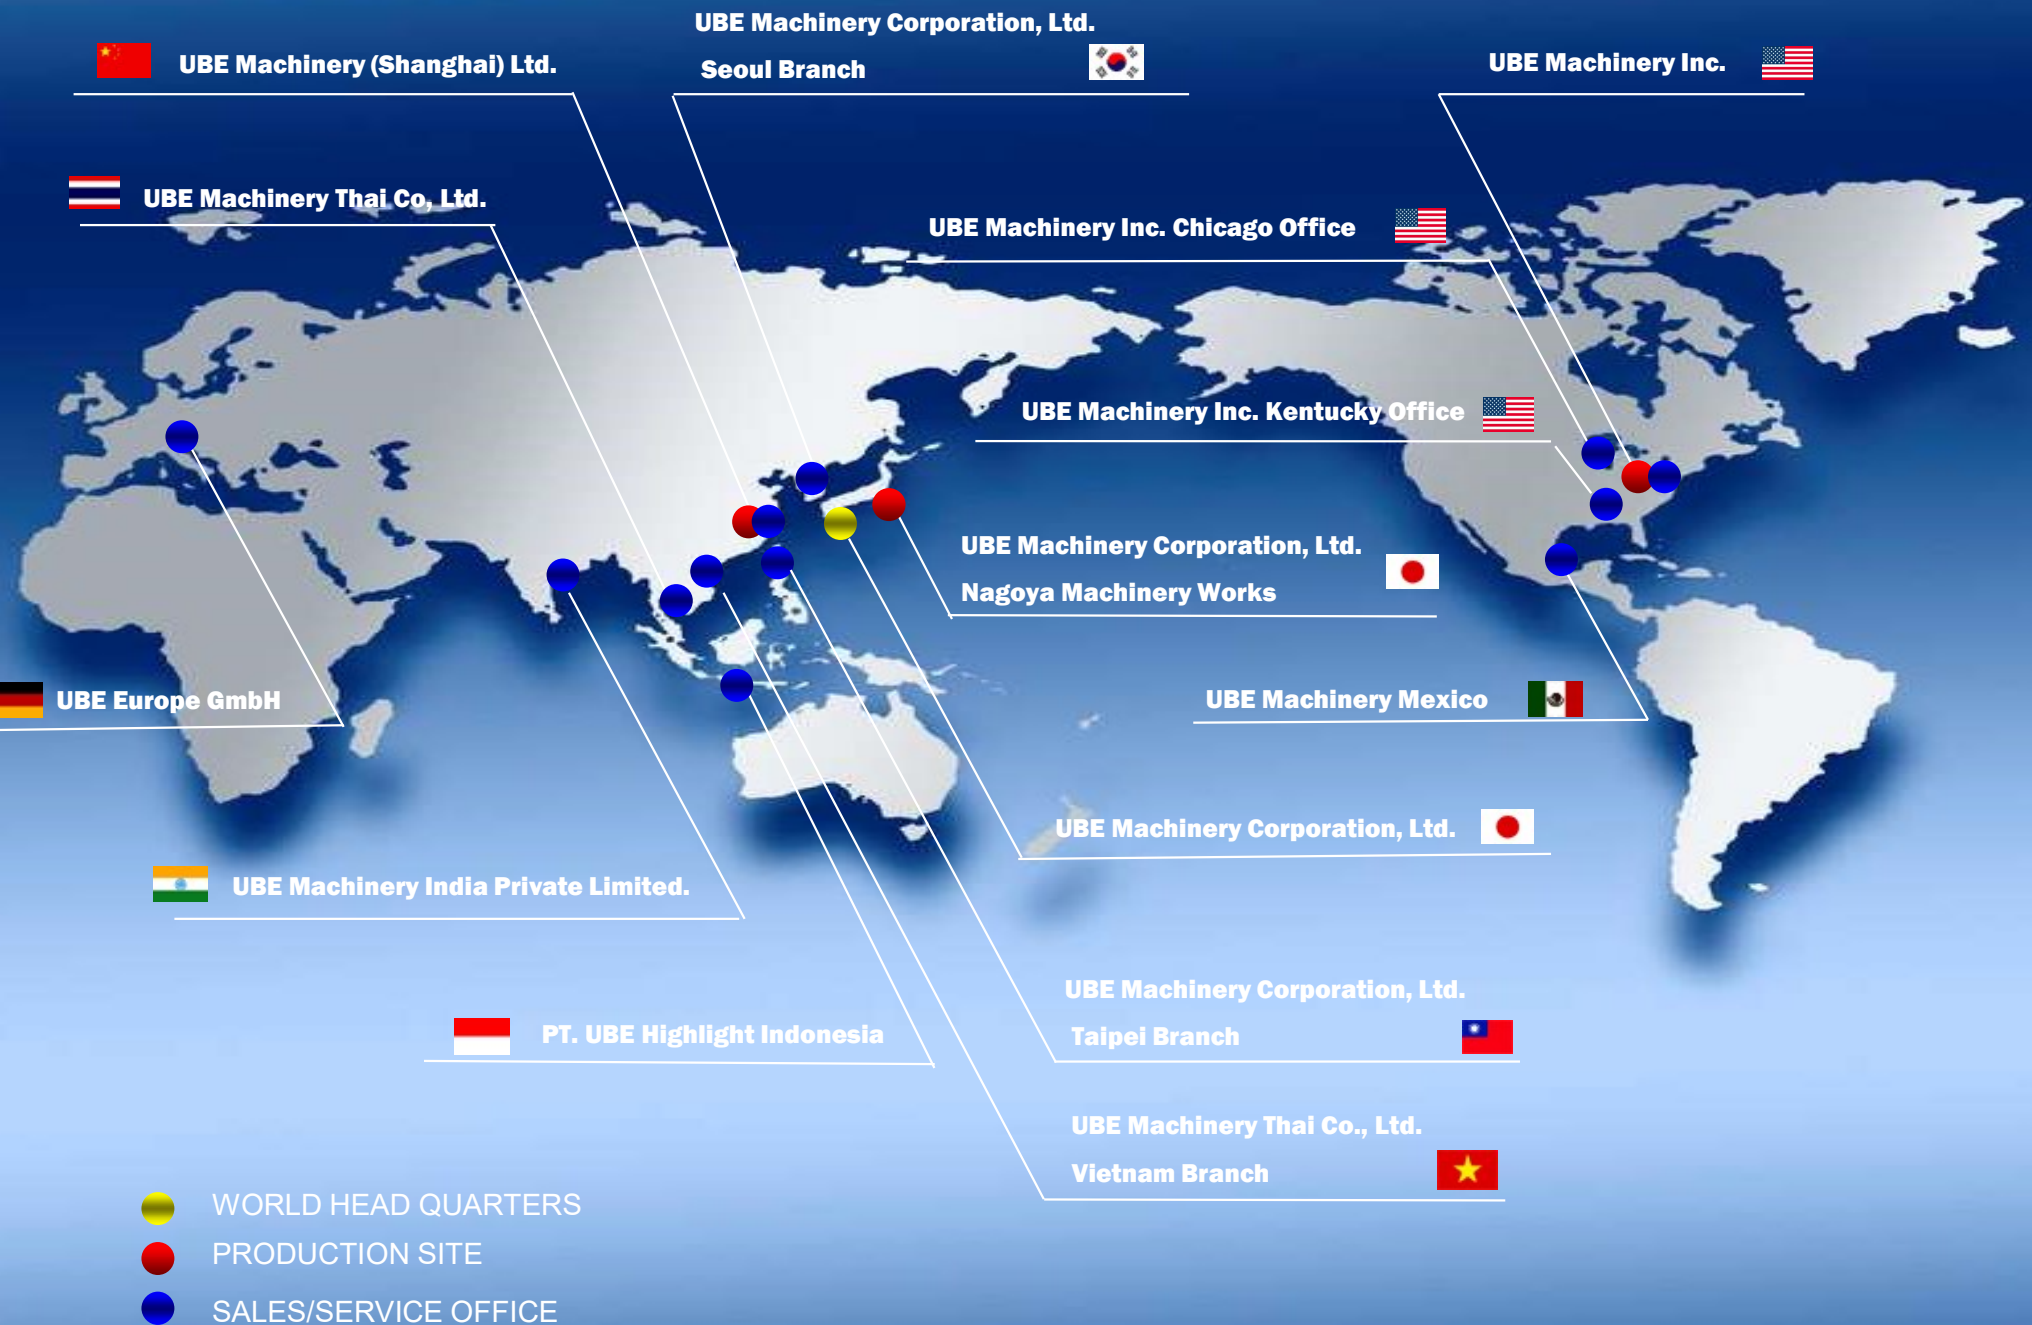 UBE Machinery Corporation, Ltd.
Seoul Branch
UBE Machinery (Shanghai) Ltd.
UBE Machinery Inc.
UBE Machinery Thai Co, Ltd.
UBE Machinery Inc. Chicago Office
UBE Machinery Inc. Kentucky Office
UBE Machinery Corporation, Ltd.
Nagoya Machinery Works
UBE Europe GmbH
UBE Machinery Mexico
UBE Machinery Corporation, Ltd.
UBE Machinery India Private Limited.
UBE Machinery Corporation, Ltd.
Taipei Branch
PT. UBE Highlight Indonesia
UBE Machinery Thai Co., Ltd.
Vietnam Branch
WORLD HEAD QUARTERS
PRODUCTION SITE
SALES/SERVICE OFFICE